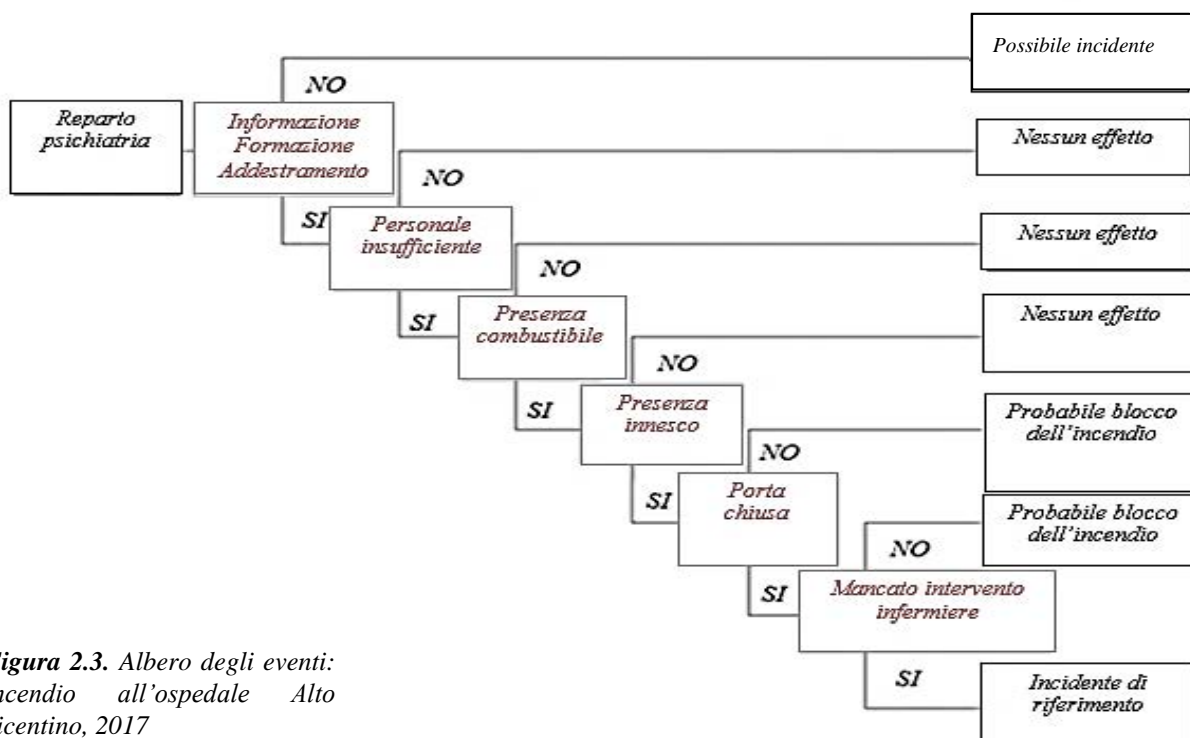 Possibile incidente
NO
Reparto
psichiatria
Informazione
Formazione
Addestramento
Nessun effetto
NO
SI
Personale
insufficiente
Nessun effetto
NO
SI
Presenza
combustibile
Nessun effetto
NO
SI
Presenza
innesco
Probabile blocco
dell'incendio
NO
SI
Porta
chiusa
Probabile blocco
dell'incendio
NO
SI
Mancato intervento
infermiere
SI
Incidente di
riferimento
igura 2.3. Albero degli eventi:
ncendio all'ospedale Alto
icentino, 2017